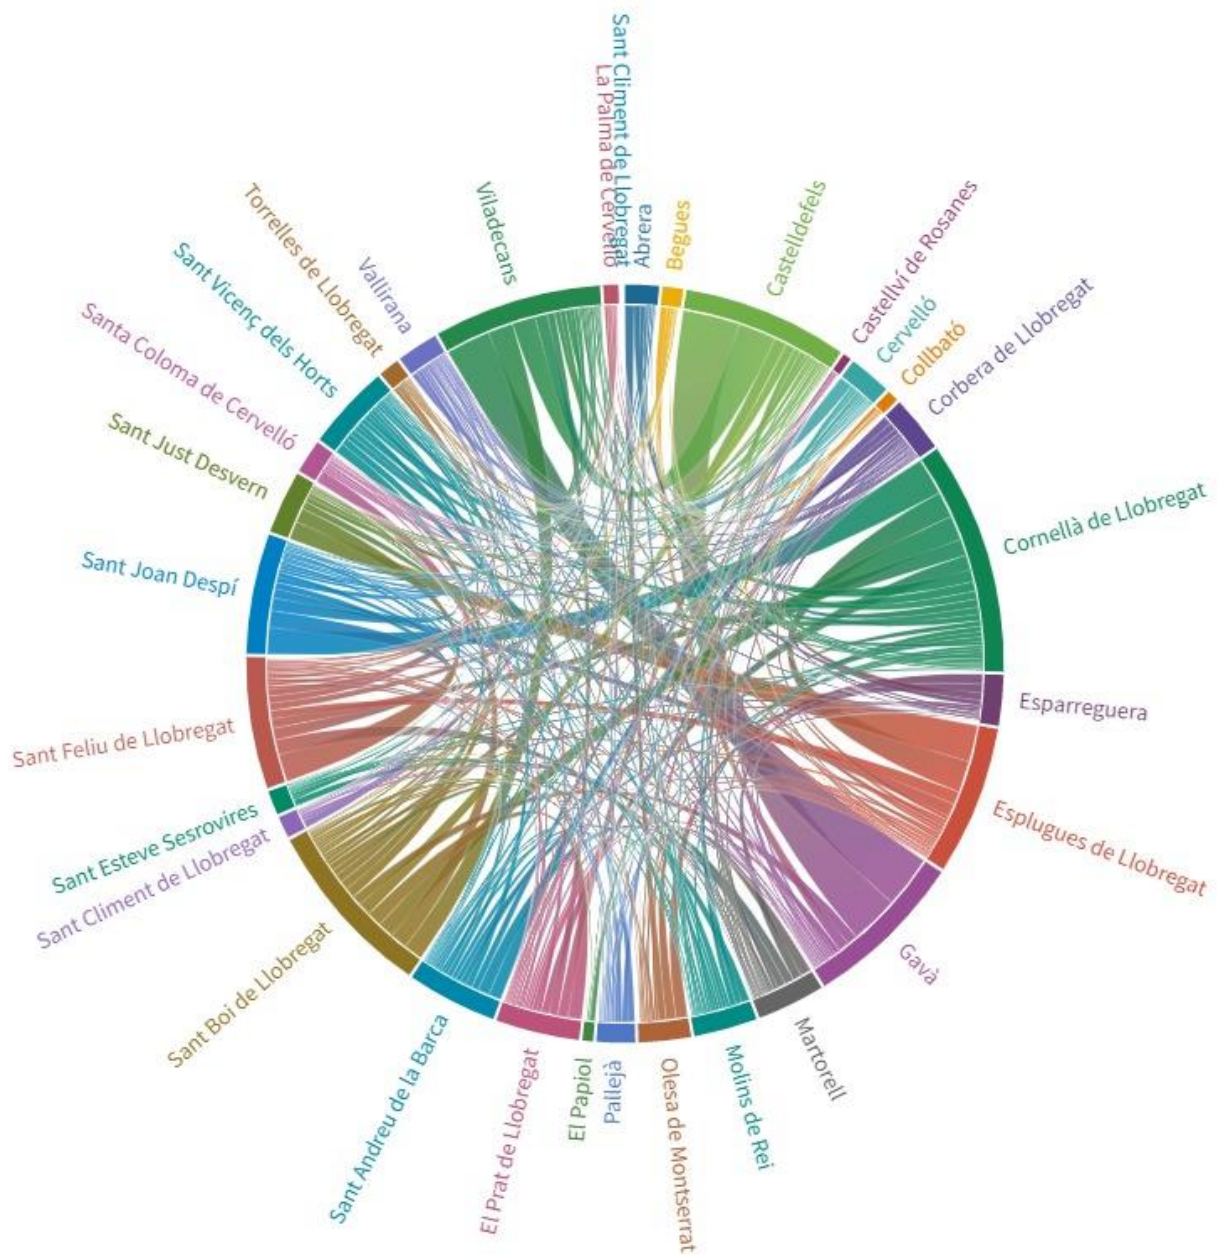 Sant Climent de Llobregat
Abrera
Begues
Castelldefels
Castellví de Rosanes
Cervelló
Collbató
Corbera de Llobregat
Cornellà de Llobregat
Esparreguera
Esplugues de Llobregat
Gavà
Martorell
Molins de Rei
Olesa de Montserrat
Pallejà
El Papiol
El Prat de Llobregat
Sant Andreu de la Barca
Sant Boi de Llobregat
Sant Climent de Llobregat
Sant Esteve Sesrovires
Sant Feliu de Llobregat
Sant Joan Despí
Sant Just Desvern
Santa Coloma de Cervelló
Sant Vicenç dels Horts
Torrelles de Llobregat
Vallirana
Viladecans
La Palma de Cervelló